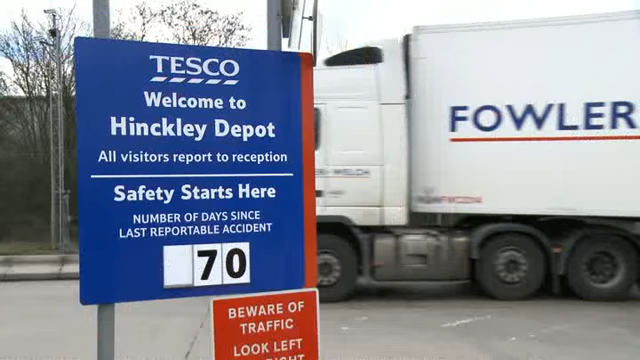 TESCO
Welcome to
Hinckley Depot
All visitors report to reception
Safety Starts Here
NUMBER OF DAYS SINCE
LAST REPORTABLE ACCIDENT
70
BEWARE OF
TRAFFIC
LOOK LEFT
FOWLER